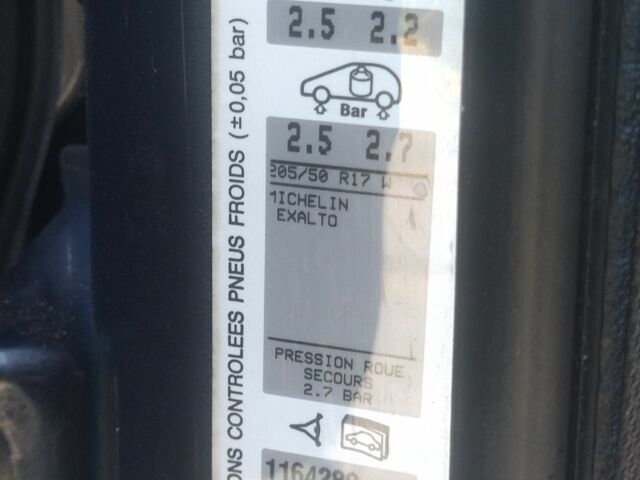 2.5 2.2
Bar
2.5 2.7
205/50 R17 W
MICHELIN
EXALTO
PRESSION ROUE
SECOURS
2.7 BAR
ONS CONTROLEES PNEUS FROIDS (±0,05 bar)